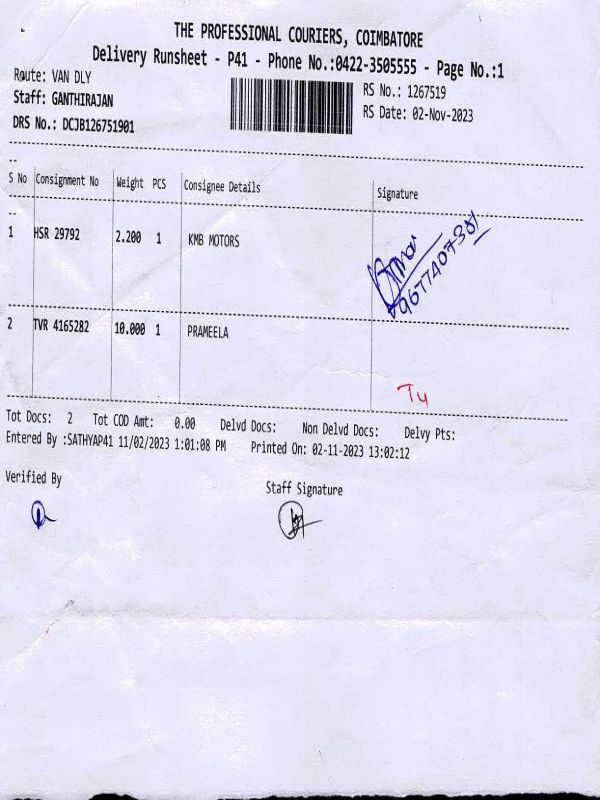 THE PROFESSIONAL COURIERS, COIMBATORE
Delivery Runsheet - P41 - Phone No.:0422-3505555 - Page No.:1
Route: VAN DLY
Staff: GANTHIRAJAN
DRS No.: DCJB126751901
RS No.: 1267519
RS Date: 02-Nov-2023
S No Consignment No Weight PCS Consignee Details Signature
1 HSR 29792 2.200 1 KMB MOTORS
9677407381
2 TVR 4165282 10.000 1 PRAMEELA
Tu
Tot Docs: 2 Tot COD Amt: 0.00 Delvd Docs: Non Delvd Docs: Delvy Pts:
Entered By :SATHYAP41 11/02/2023 1:01:08 PM Printed On: 02-11-2023 13:02:12
Verified By
Staff Signature